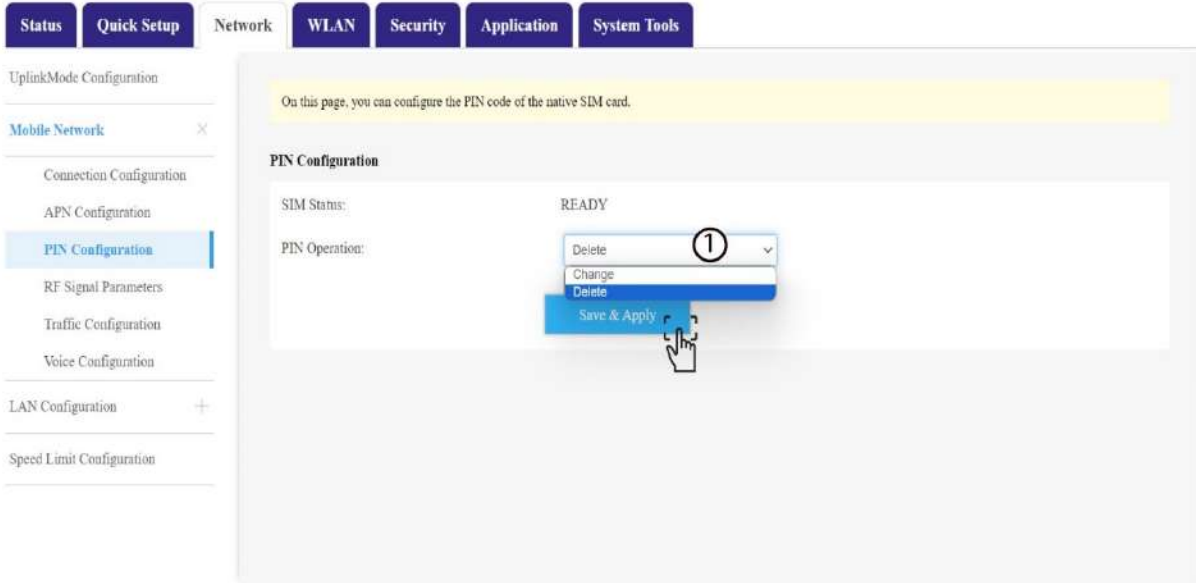 Status Quick Setup Network WLAN Security Application System Tools
UplinkMode Configuration
On this page, you can configure the PIN code of the native SIM card.
Mobile Network
PIN Configuration
Connection Configuration
SIM Status: READY
APN Configuration
PIN Configuration
PIN Operation: Delete 1
Change
Delete
RF Signal Parameters
Save & Apply
Traffic Configuration
Voice Configuration
LAN Configuration
Speed Limit Configuration